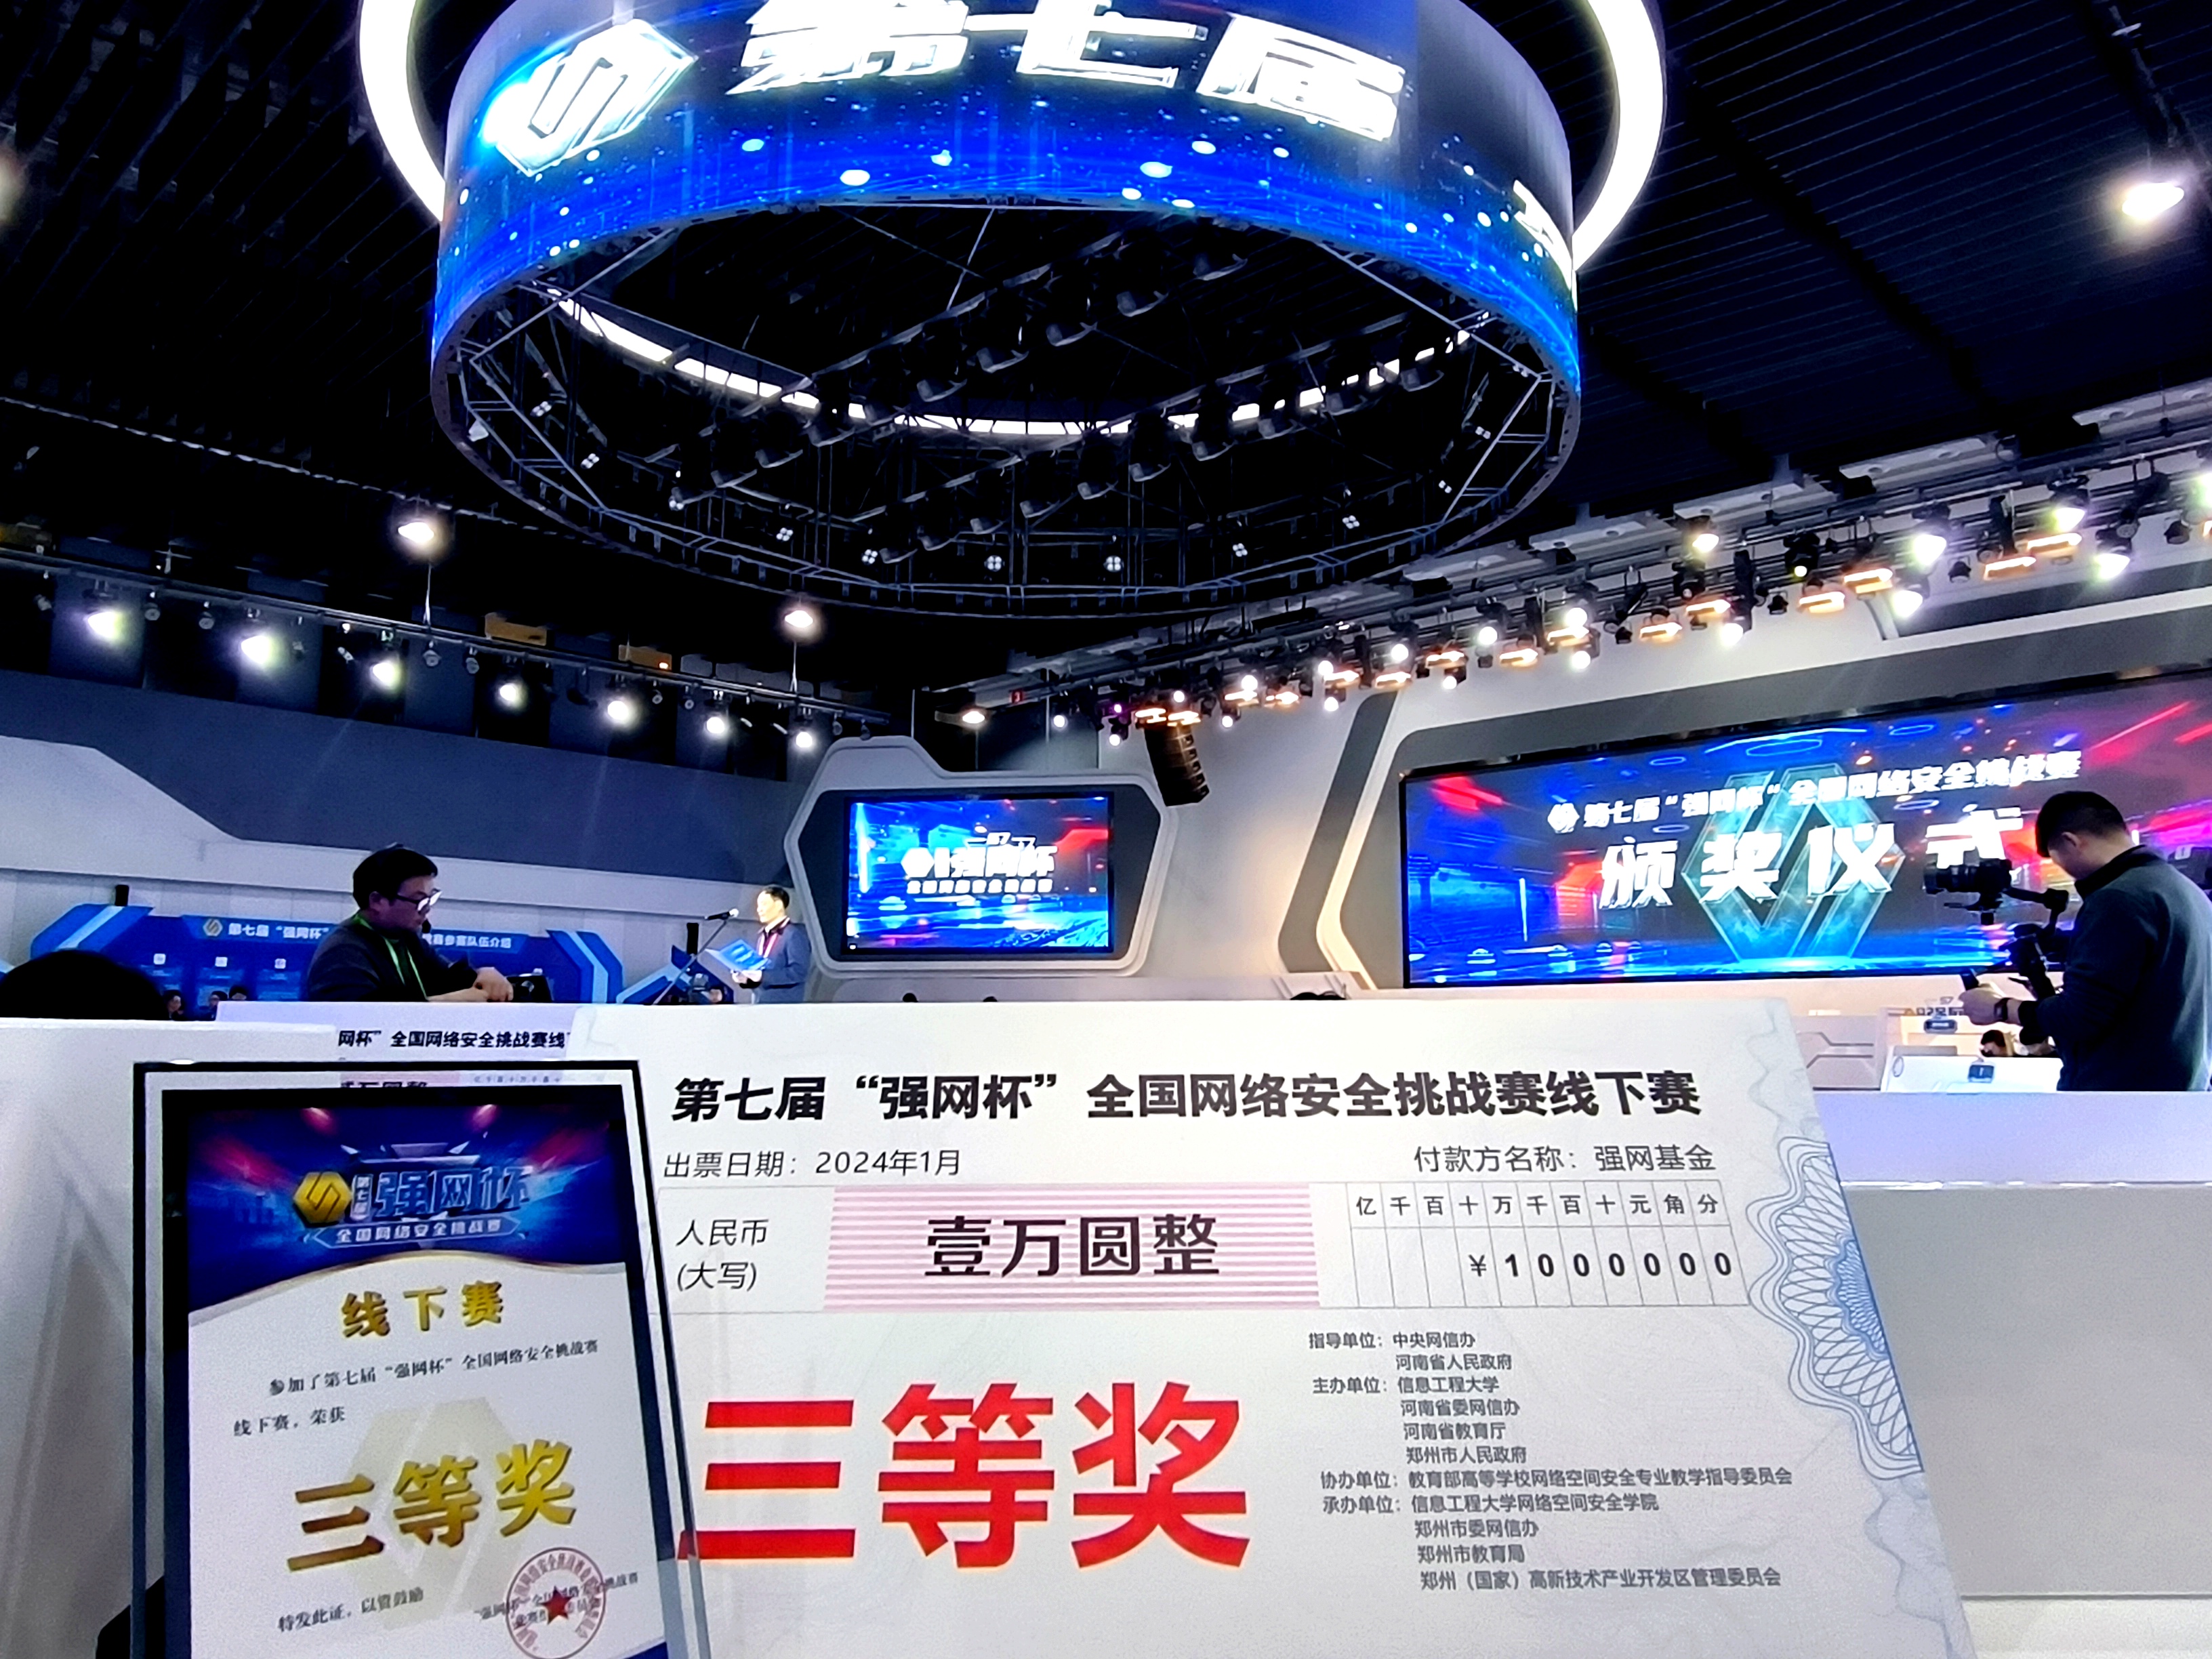 第七届
第七届“强网杯”全国网络安全挑战赛
颁奖仪式
强网杯
全国网络安全挑战赛
第七届“强网杯”
赛参赛队伍介绍
网杯”全国网络安全挑战赛线
第七届“强网杯”全国网络安全挑战赛线下赛
出票日期：2024年1月
付款方名称：强网基金
人民币
(大写)
壹万圆整
亿千百十万千百十元角分
¥1000000
三等奖
指导单位：中央网信办
河南省人民政府
主办单位：信息工程大学
河南省委网信办
河南省教育厅
郑州市人民政府
协办单位：教育部高等学校网络空间安全专业教学指导委员会
承办单位：信息工程大学网络空间安全学院
郑州市委网信办
郑州市教育局
郑州（国家）高新技术产业开发区管理委员会
第七届
强网杯
全国网络安全挑战赛
线下赛
参加了第七届“强网杯”全国网络安全挑战赛
线下赛，荣获
三等奖
特发此证，以资鼓励